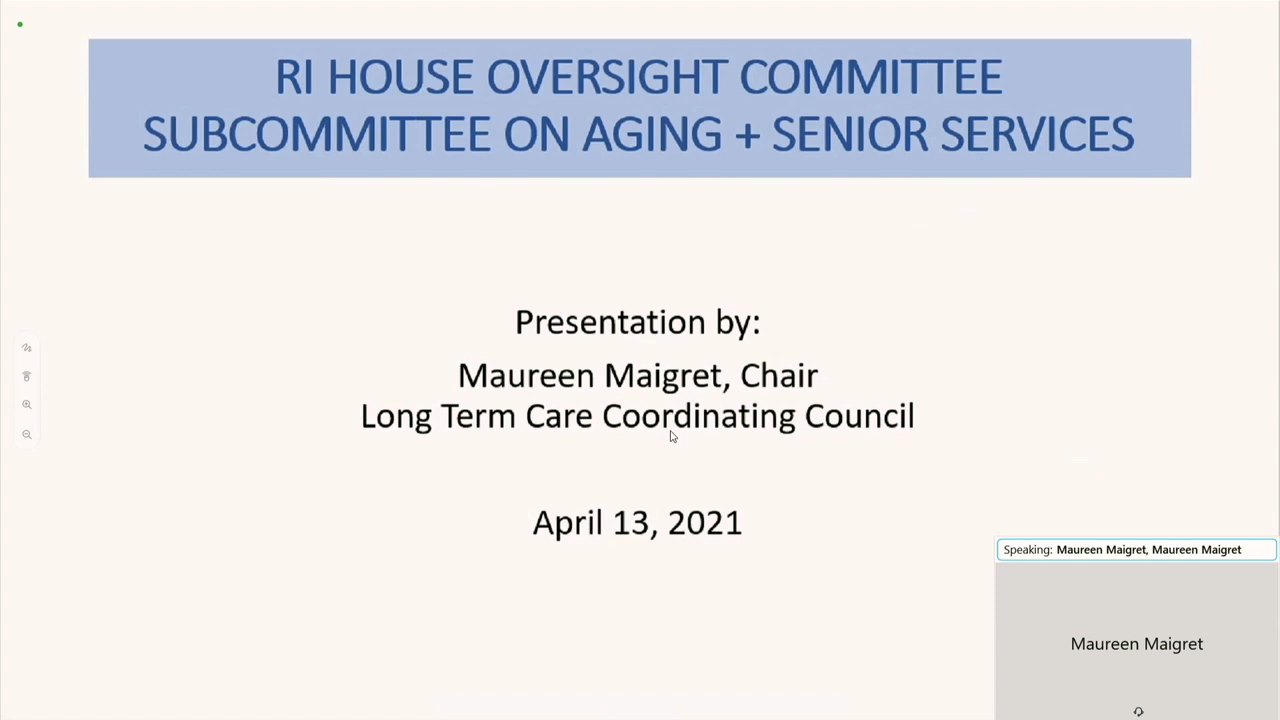 RI HOUSE OVERSIGHT COMMITTEE
SUBCOMMITTEE ON AGING + SENIOR SERVICES
Presentation by:
Maureen Maigret, Chair
Long Term Care Coordinating Council
April 13, 2021
Speaking: Maureen Maigret, Maureen Maigret
Maureen Maigret